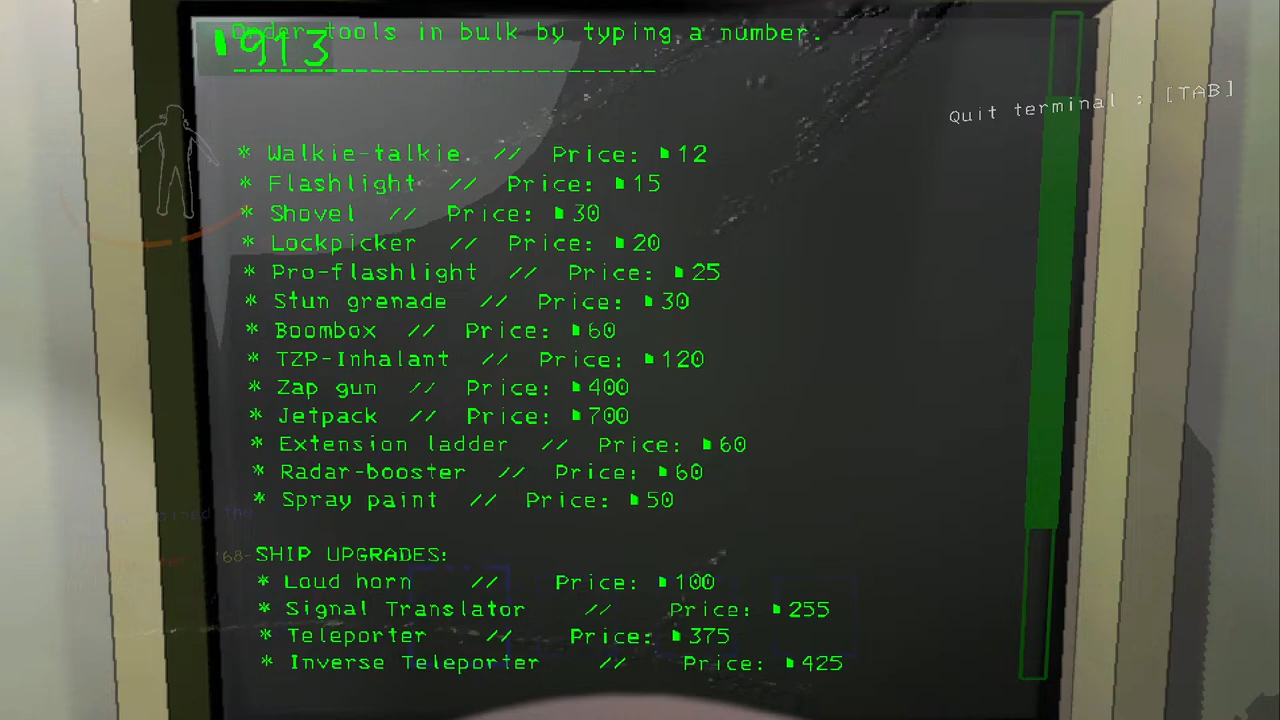 Order tools in bulk by typing a number.
913
____________________________
Quit terminal : [TAB]
* Walkie-talkie // Price: 12
* Flashlight // Price: 15
* Shovel // Price: 30
* Lockpicker // Price: 20
* Pro-flashlight // Price: 25
* Stun grenade // Price: 30
* Boombox // Price: 60
* TZP-Inhalant // Price: 120
* Zap gun // Price: 400
* Jetpack // Price: 700
* Extension ladder // Price: 60
* Radar-booster // Price: 60
* Spray paint // Price: 50
joined the
SHIP UPGRADES:
* Loud horn // Price: 100
* Signal Translator // Price: 255
* Teleporter // Price: 375
* Inverse Teleporter // Price: 425